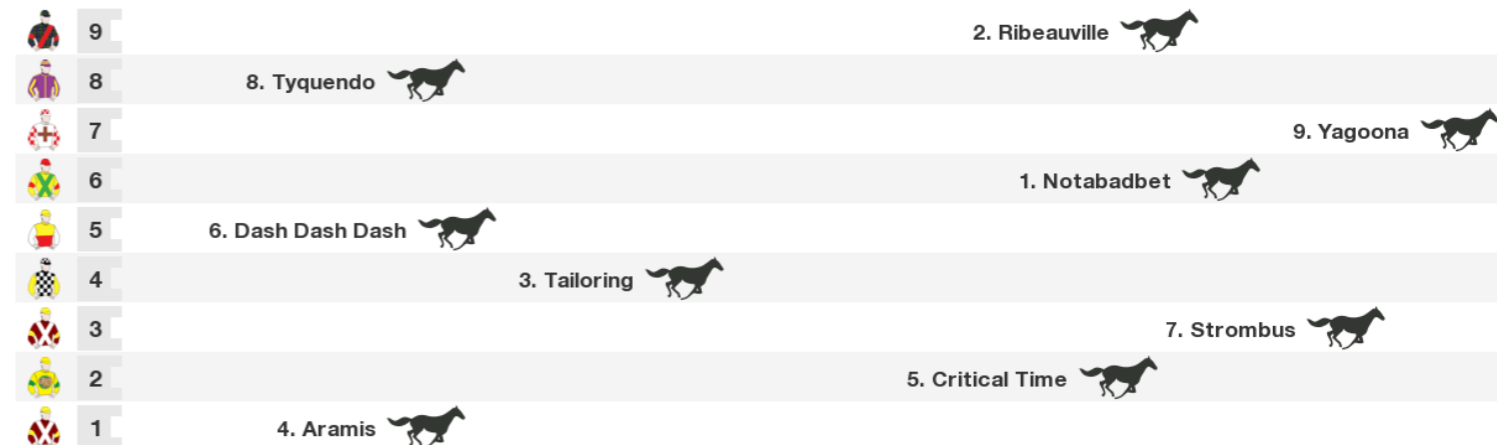 9 2. Ribeauville
8 8. Tyquendo
7 9. Yagoona
6 1. Notabadbet
5 6. Dash Dash Dash
4 3. Tailoring
3 7. Strombus
2 5. Critical Time
1 4. Aramis